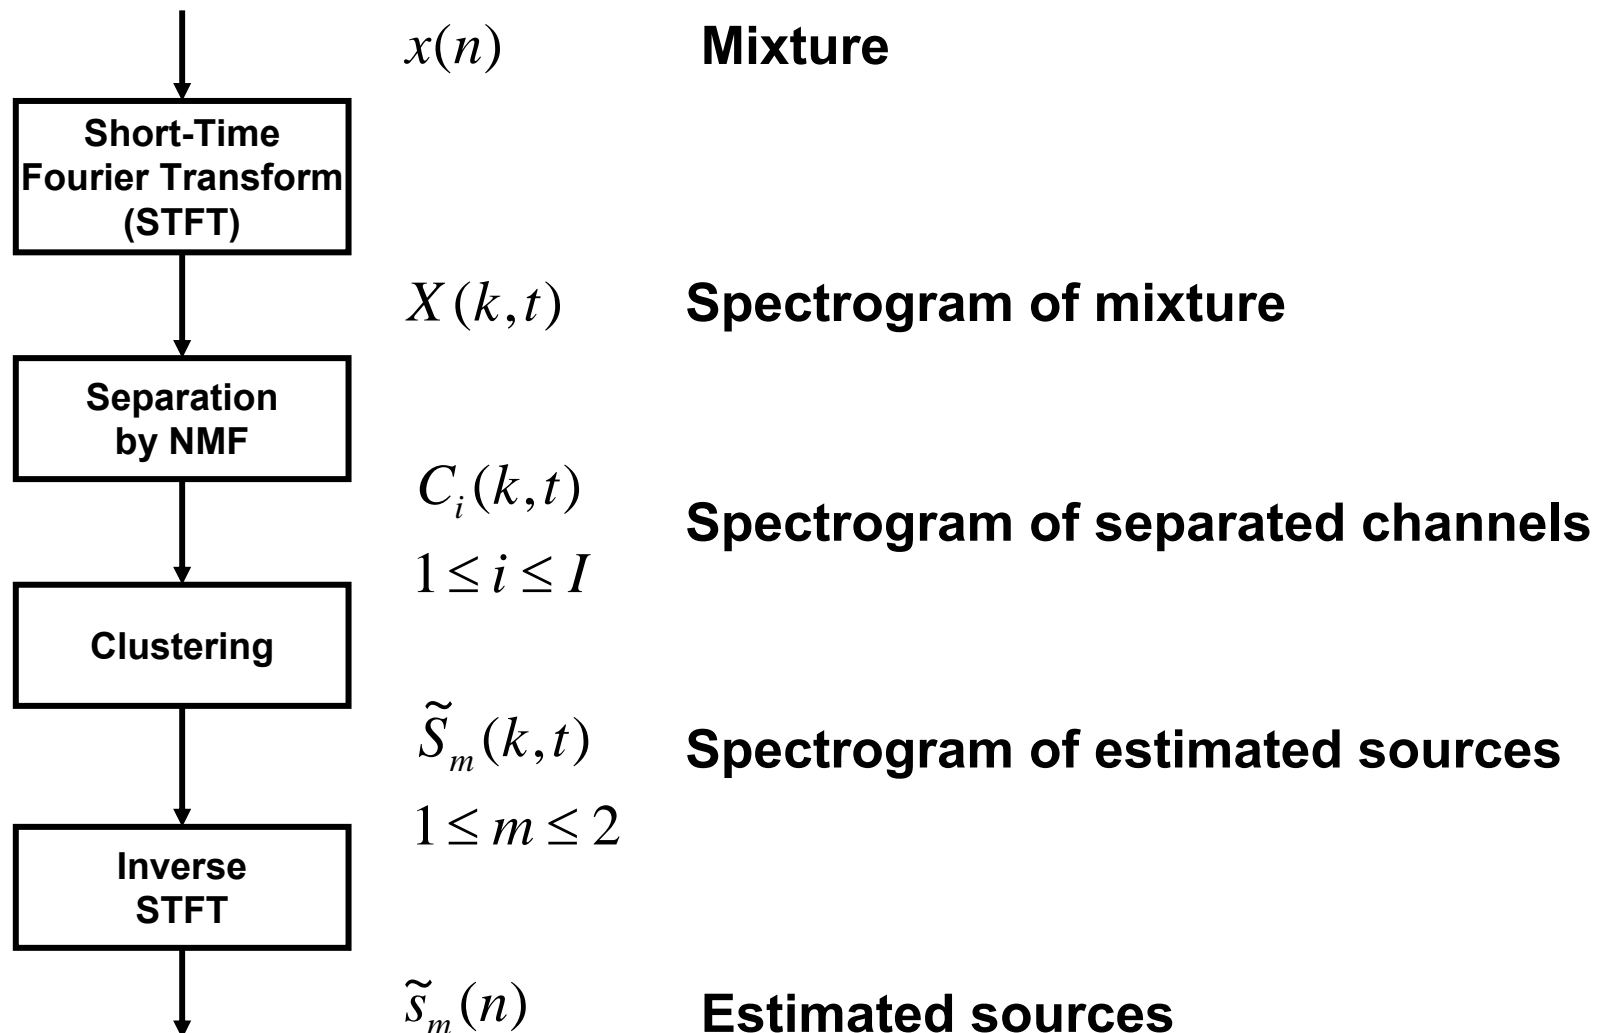 x(n) Mixture
Short-Time
Fourier Transform
(STFT)
X(k,t) Spectrogram of mixture
Separation
by NMF
C_i(k,t)
Spectrogram of separated channels
1 ≤ i ≤ I
Clustering
S̃_m(k,t) Spectrogram of estimated sources
1 ≤ m ≤ 2
Inverse
STFT
s̃_m(n) Estimated sources